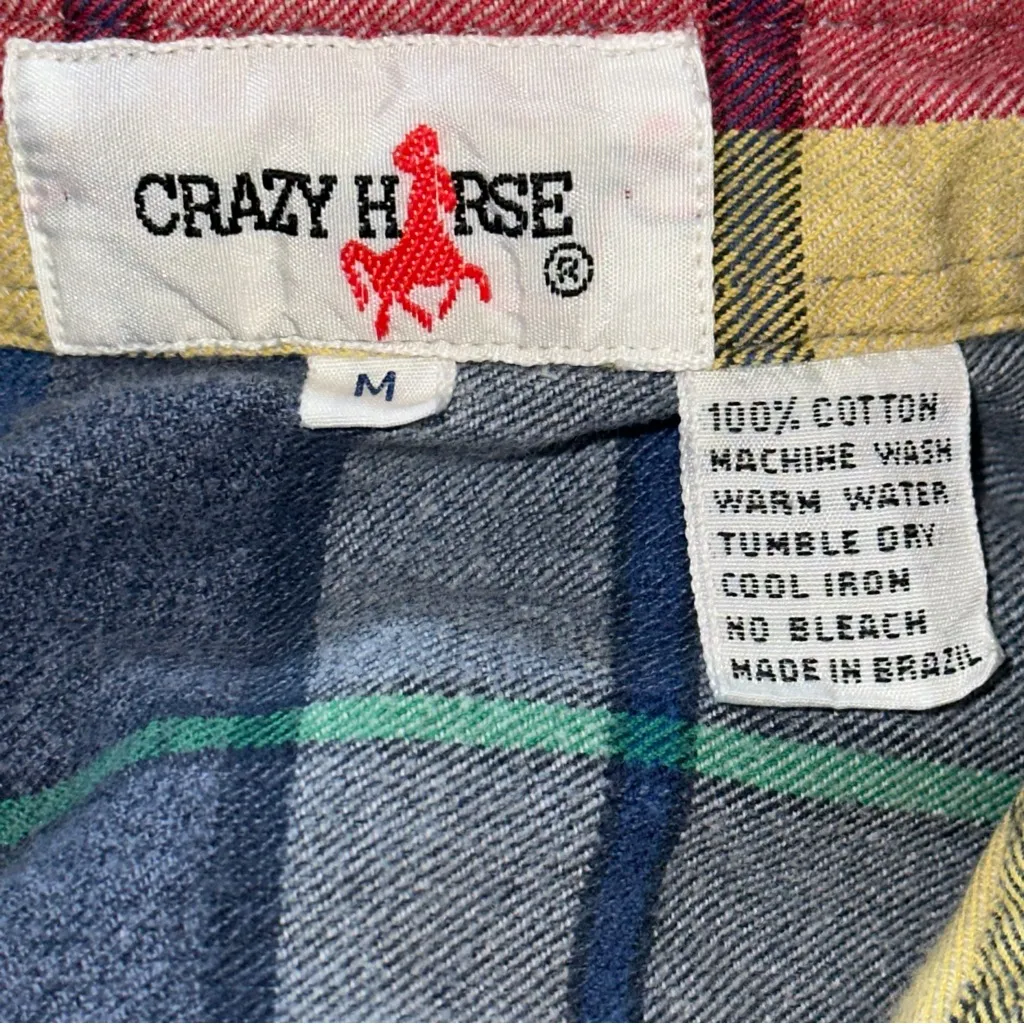 CRAZY HORSE ®
M
100% COTTON
MACHINE WASH
WARM WATER
TUMBLE DRY
COOL IRON
NO BLEACH
MADE IN BRAZIL